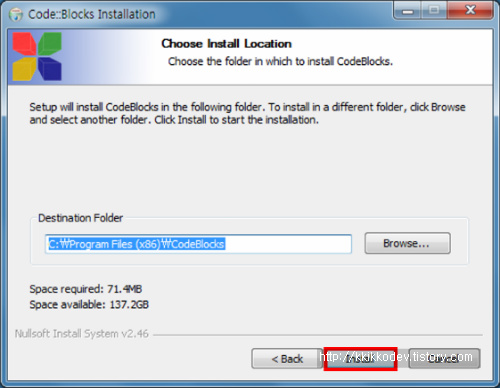 Code::Blocks Installation
Choose Install Location
Choose the folder in which to install CodeBlocks.
Setup will install CodeBlocks in the following folder. To install in a different folder, click Browse
and select another folder. Click Install to start the installation.
Destination Folder
C:₩Program Files (x86)₩CodeBlocks
Browse...
Space required: 71.4MB
Space available: 137.2GB
Nullsoft Install System v2.46
< Back
http://kkikkodev.tistory.com